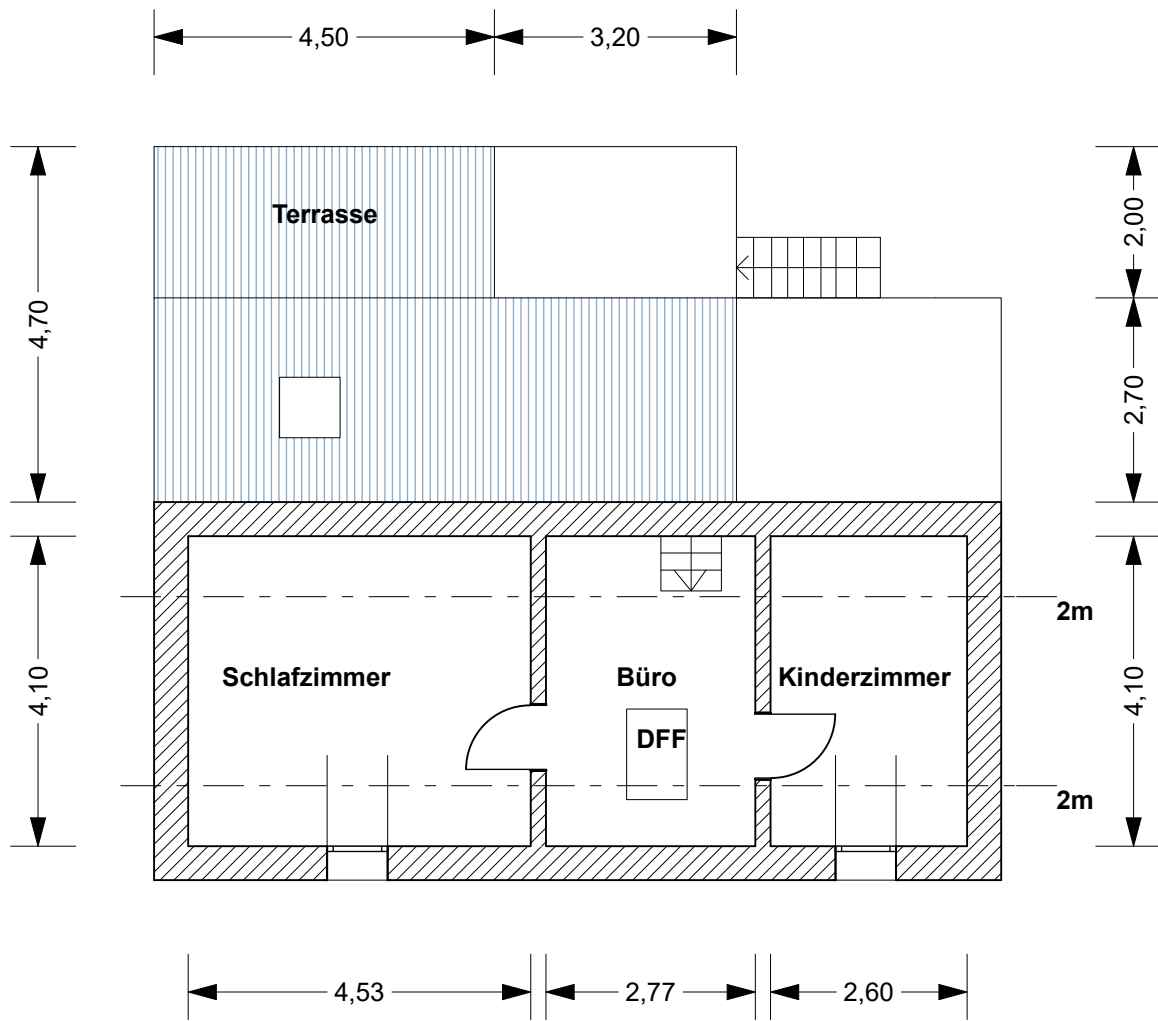 4,50
3,20
Terrasse
2,00
4,70
2,70
2m
Schlafzimmer
Büro
Kinderzimmer
4,10
4,10
DFF
2m
4,53
2,77
2,60